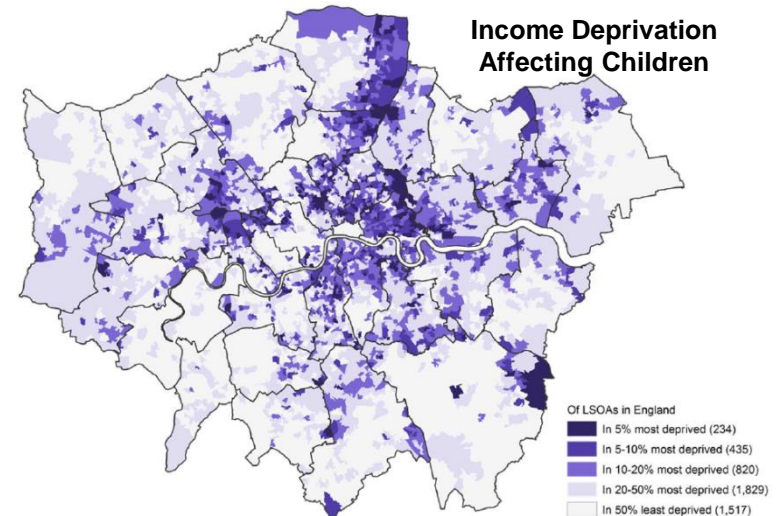 Income Deprivation
Affecting Children
Of LSOAs in England
In 5% most deprived (234)
In 5-10% most deprived (435)
In 10-20% most deprived (820)
In 20-50% most deprived (1,829)
In 50% least deprived (1,517)